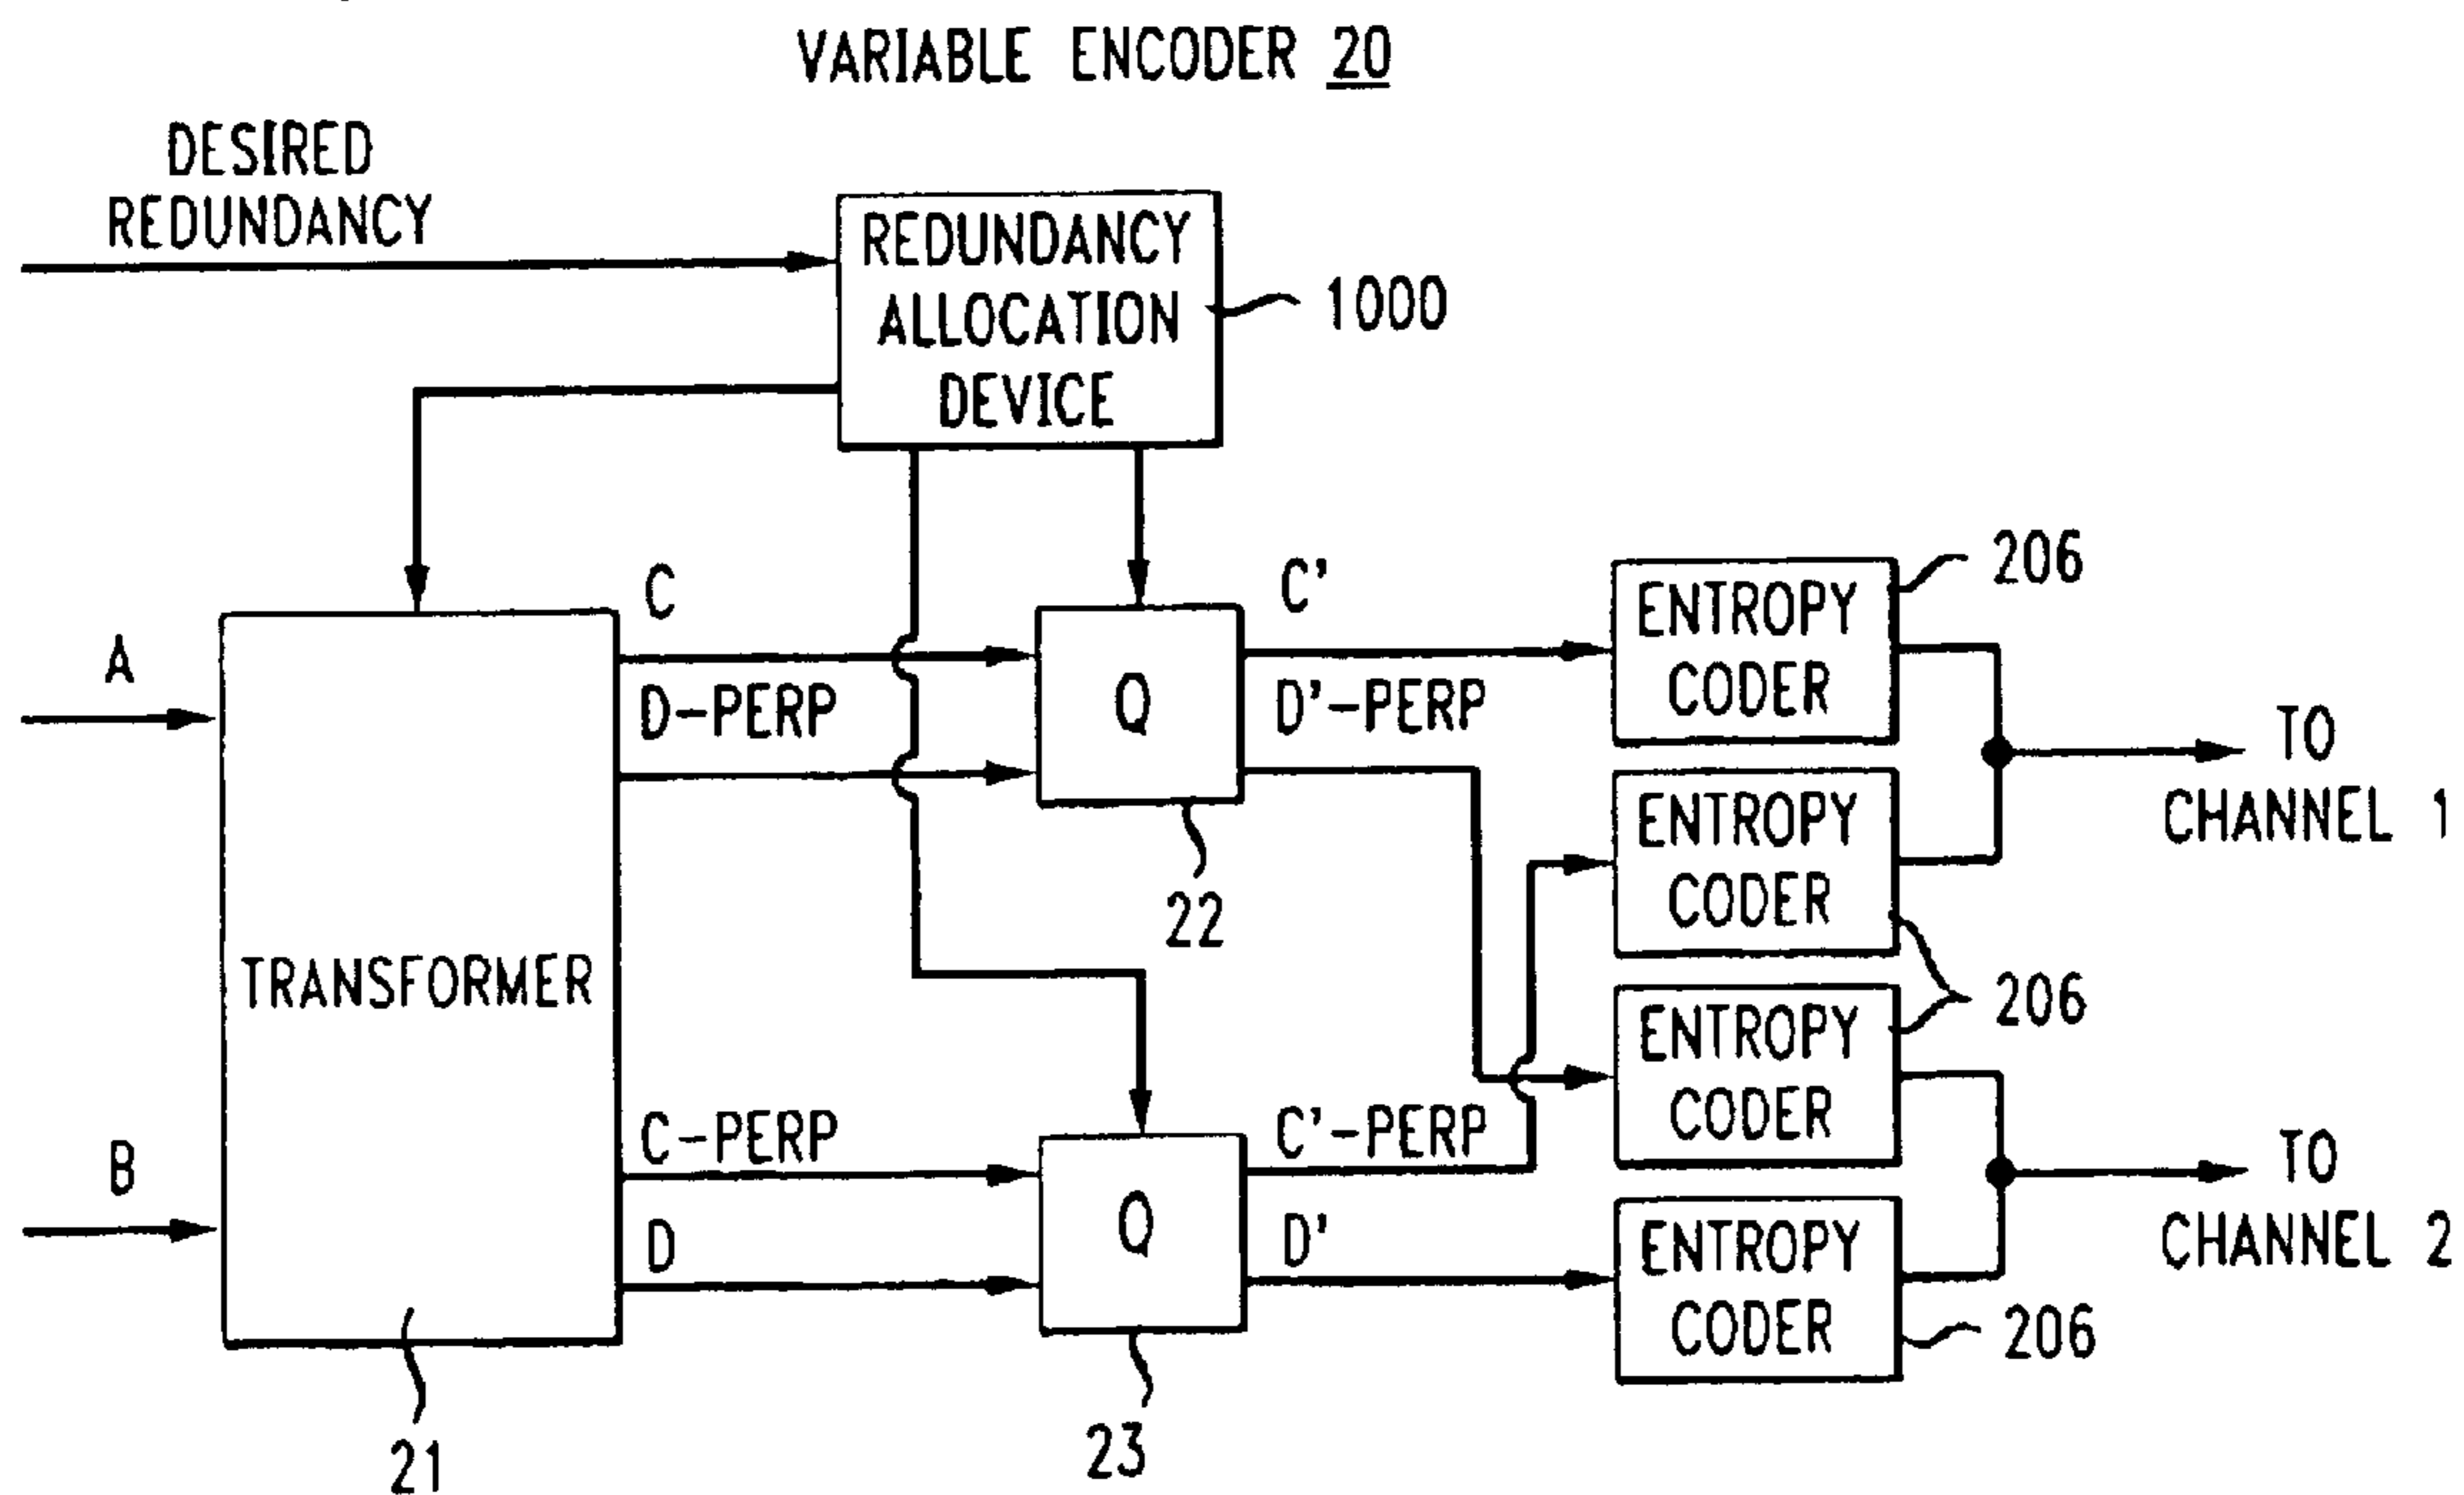 VARIABLE ENCODER 20
DESIRED
REDUNDANCY
REDUNDANCY
ALLOCATION
DEVICE
1000
A
B
TRANSFORMER
21
C
D-PERP
Q
22
C'
D'-PERP
C-PERP
D
Q
23
C'-PERP
D'
ENTROPY
CODER
206
ENTROPY
CODER
206
ENTROPY
CODER
ENTROPY
CODER
206
TO
CHANNEL 1
TO
CHANNEL 2